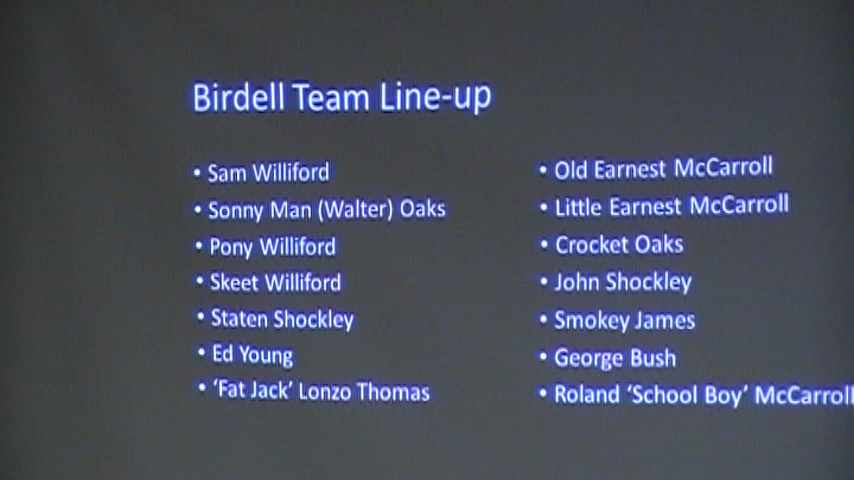 Birdell Team Line-up
• Sam Williford
• Sonny Man (Walter) Oaks
• Pony Williford
• Skeet Williford
• Staten Shockley
• Ed Young
• ‘Fat Jack’ Lonzo Thomas
• Old Earnest McCarroll
• Little Earnest McCarroll
• Crocket Oaks
• John Shockley
• Smokey James
• George Bush
• Roland ‘School Boy’ McCarroll